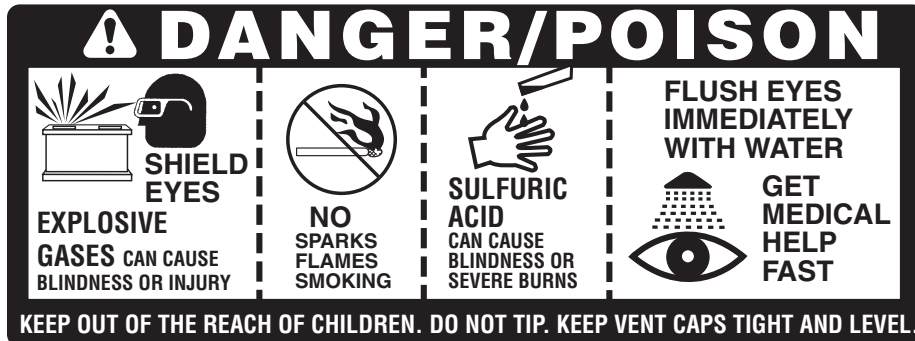 DANGER/POISON
SHIELD
EYES
EXPLOSIVE
GASES CAN CAUSE
BLINDNESS OR INJURY
NO
SPARKS
FLAMES
SMOKING
SULFURIC
ACID
CAN CAUSE
BLINDNESS OR
SEVERE BURNS
FLUSH EYES
IMMEDIATELY
WITH WATER
GET
MEDICAL
HELP
FAST
KEEP OUT OF THE REACH OF CHILDREN. DO NOT TIP. KEEP VENT CAPS TIGHT AND LEVEL.